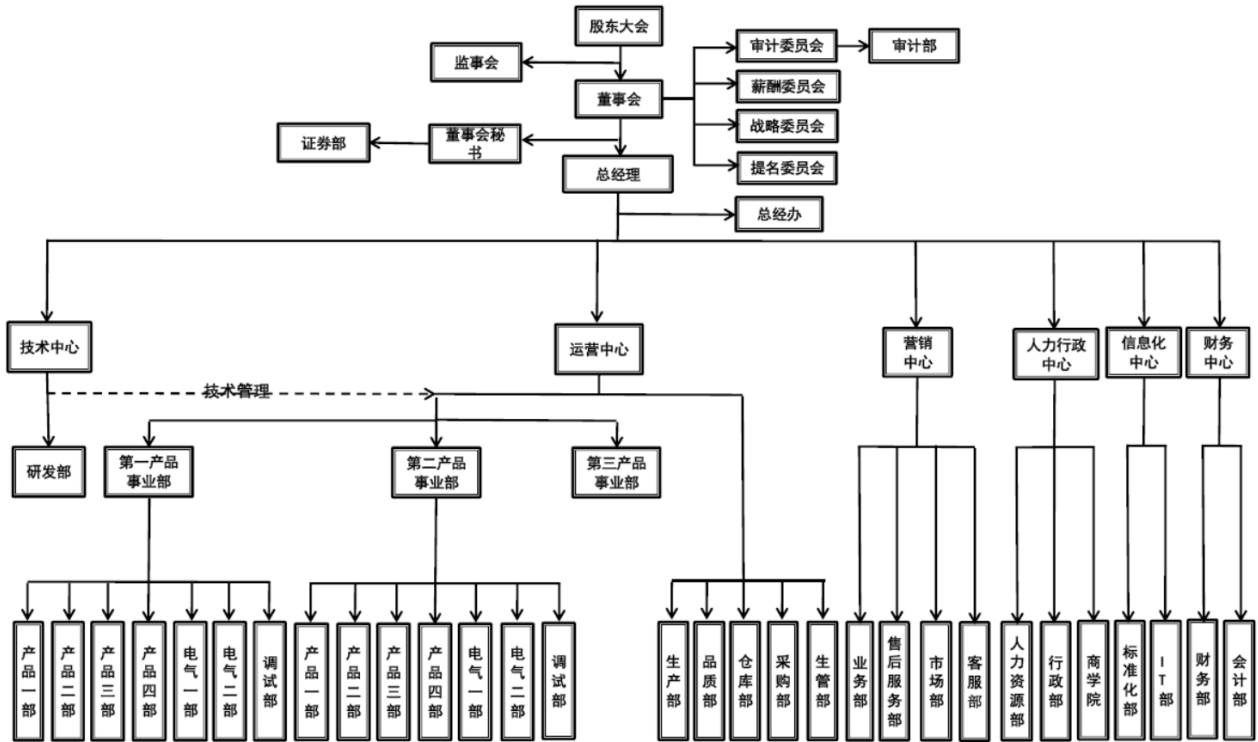 股东大会
监事会
审计委员会
审计部
薪酬委员会
董事会
战略委员会
证券部
董事会秘
书
提名委员会
总经理
总经办
技术中心
运营中心
营销
中心
人力行政
中心
信息化
中心
财务
中心
技术管理
研发部
第一产品
事业部
第二产品
事业部
第三产品
事业部
产品一部
产品二部
产品三部
产品四部
电气一部
电气二部
调试部
产品一部
产品二部
产品三部
产品四部
电气一部
电气二部
调试部
生产部
品质部
仓库部
采购部
生管部
业务部
售后服务部
市场部
客服部
人力资源部
行政部
商学院
标准化部
IT部
财务部
会计部